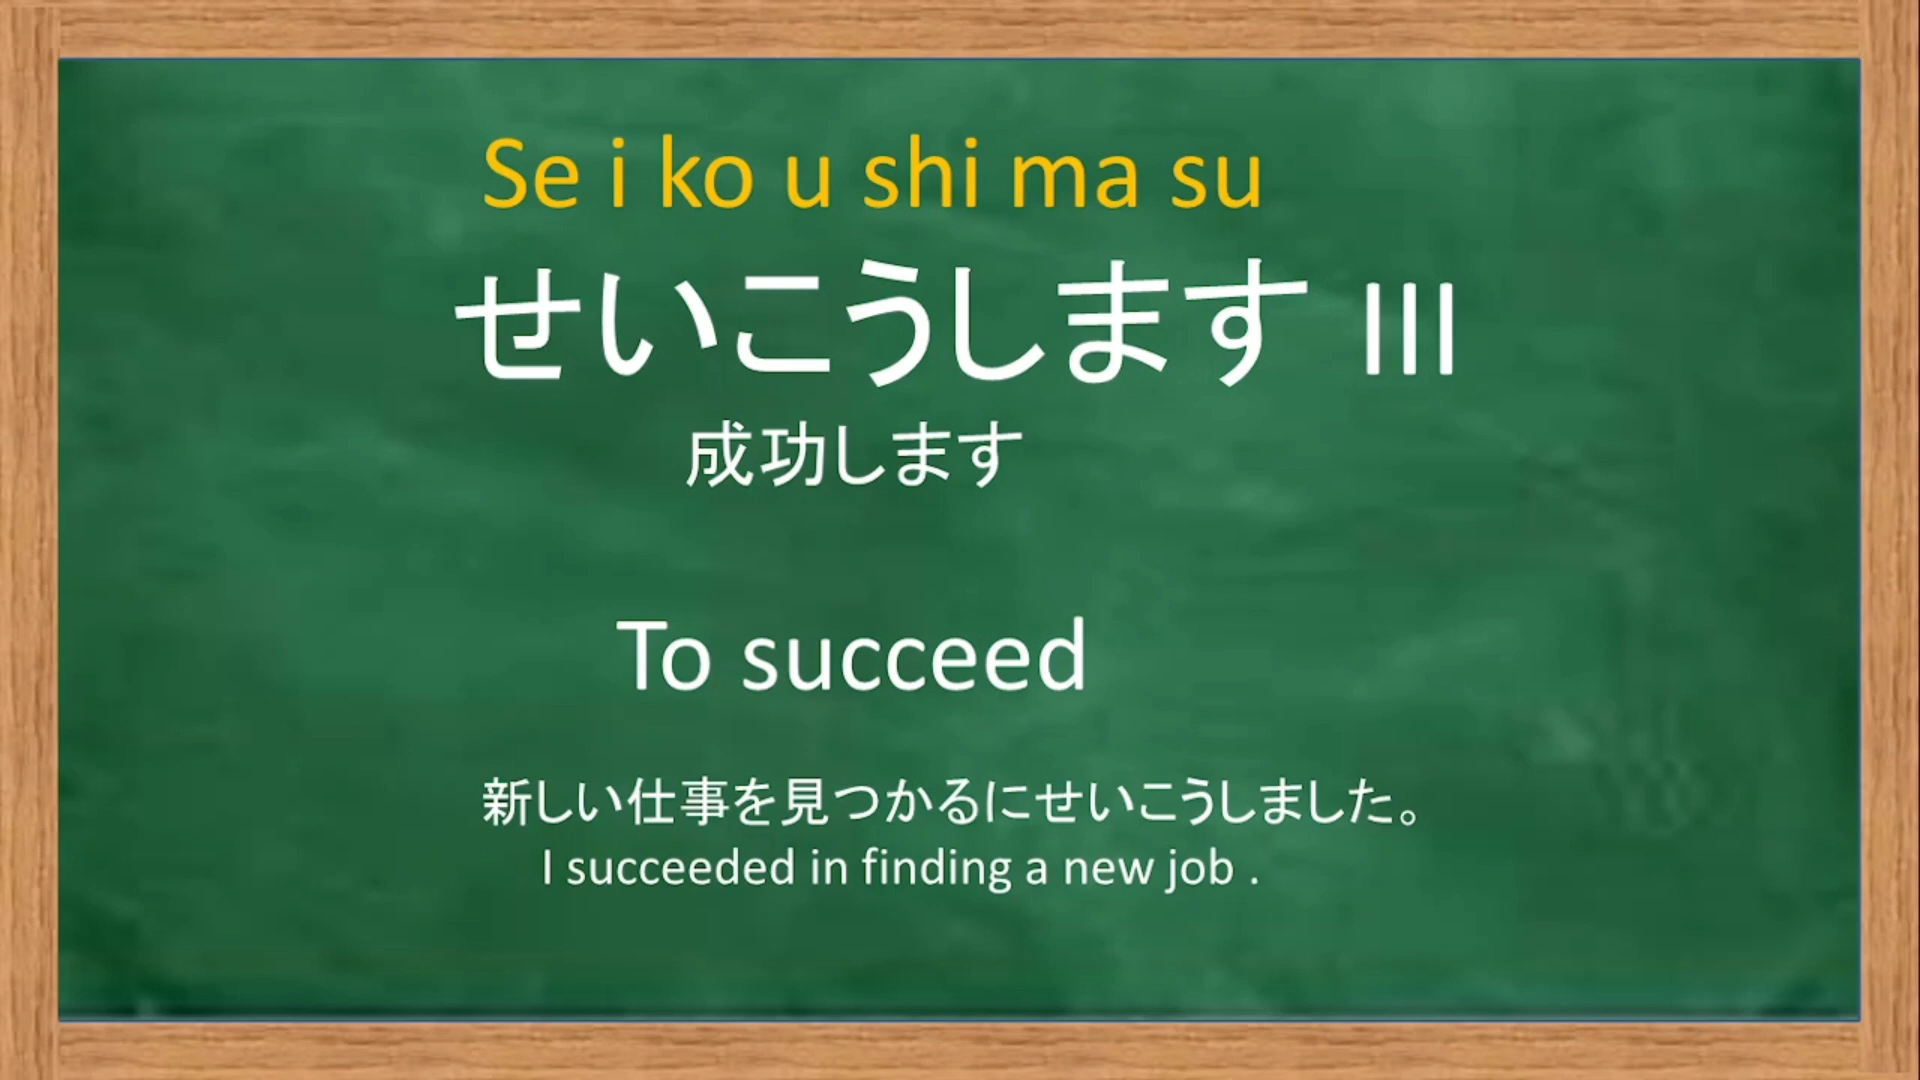 Se i ko u shi ma su
せいこうします III
成功します
To succeed
新しい仕事を見つかるにせいこうしました。
I succeeded in finding a new job .